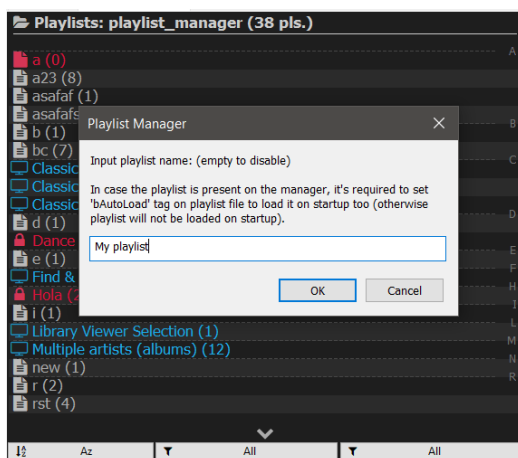 Playlists: playlist_manager (38 pls.)
A
a (0)
a23 (8)
asafaf (1)
asafafs
B
b (1)
bc (7)
C
Classic
Classic
Classic
D
d (1)
Dance
E
e (1)
F
Find &
H
Hola (2
I
i (1)
L
Library Viewer Selection (1)
M
Multiple artists (albums) (12)
N
new (1)
R
r (2)
rst (4)
Playlist Manager
Input playlist name: (empty to disable)
In case the playlist is present on the manager, it's required to set
'bAutoLoad' tag on playlist file to load it on startup too (otherwise
playlist will not be loaded on startup).
My playlist
OK Cancel
Az All All